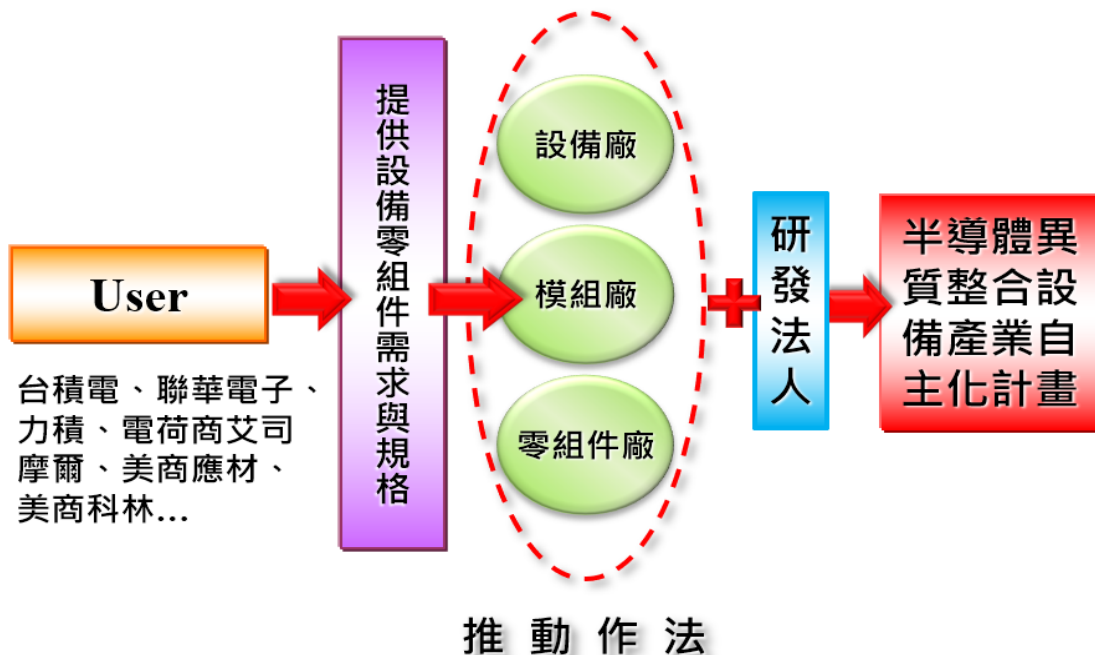 User
台積電、聯華電子、
力積、電荷商艾司
摩爾、美商應材、
美商科林...
提供設備零組件需求與規格
設備廠
模組廠
零組件廠
研發法人
半導體異
質整合設
備產業自
主化計畫
推動作法